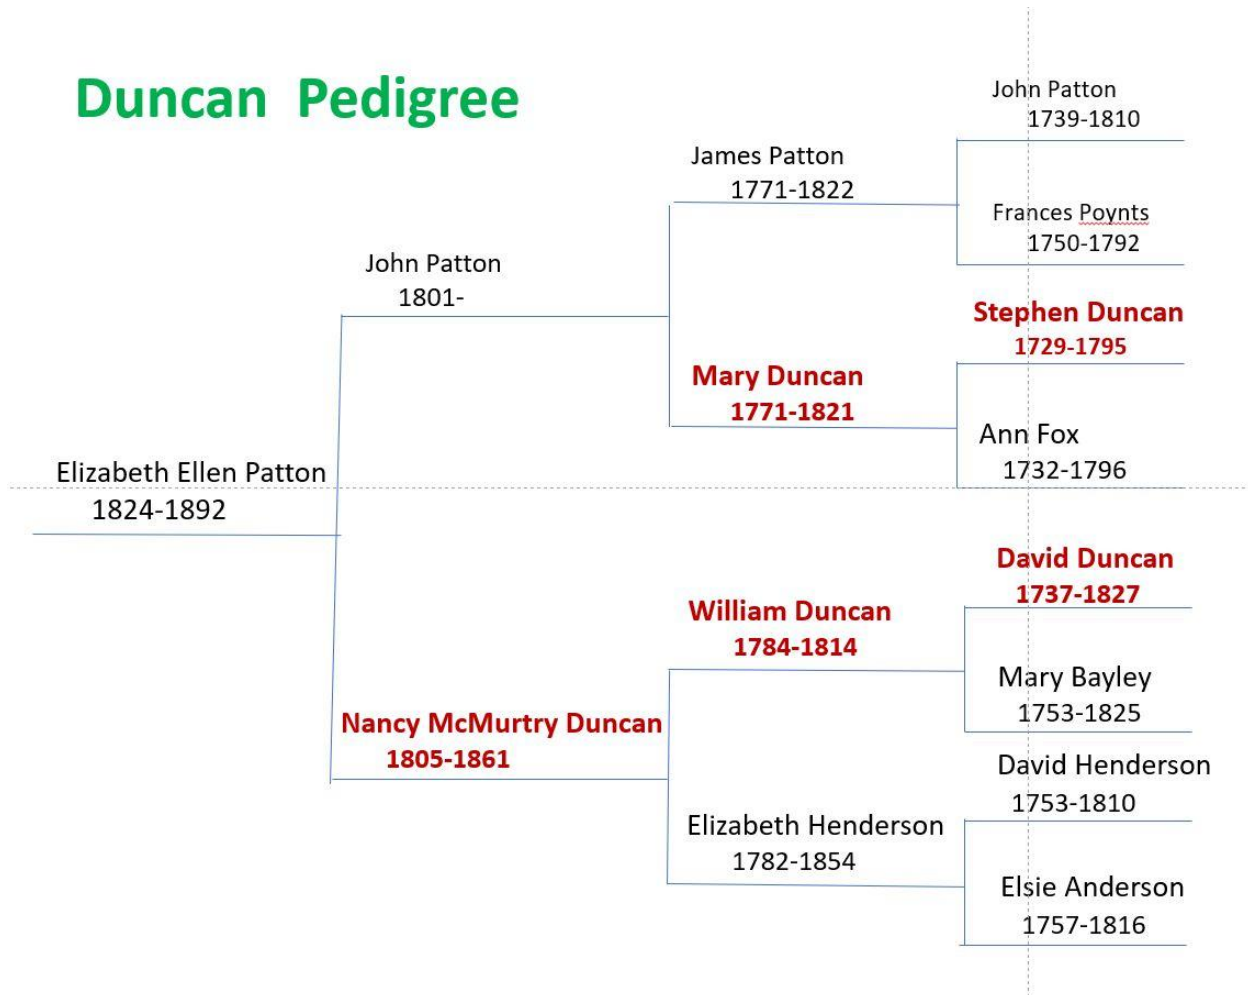 Duncan Pedigree
John Patton
1739-1810
James Patton
1771-1822
Frances Poynts
1750-1792
John Patton
1801-
Stephen Duncan
1729-1795
Mary Duncan
1771-1821
Ann Fox
1732-1796
Elizabeth Ellen Patton
1824-1892
David Duncan
1737-1827
William Duncan
1784-1814
Mary Bayley
1753-1825
Nancy McMurtry Duncan
1805-1861
David Henderson
1753-1810
Elizabeth Henderson
1782-1854
Elsie Anderson
1757-1816